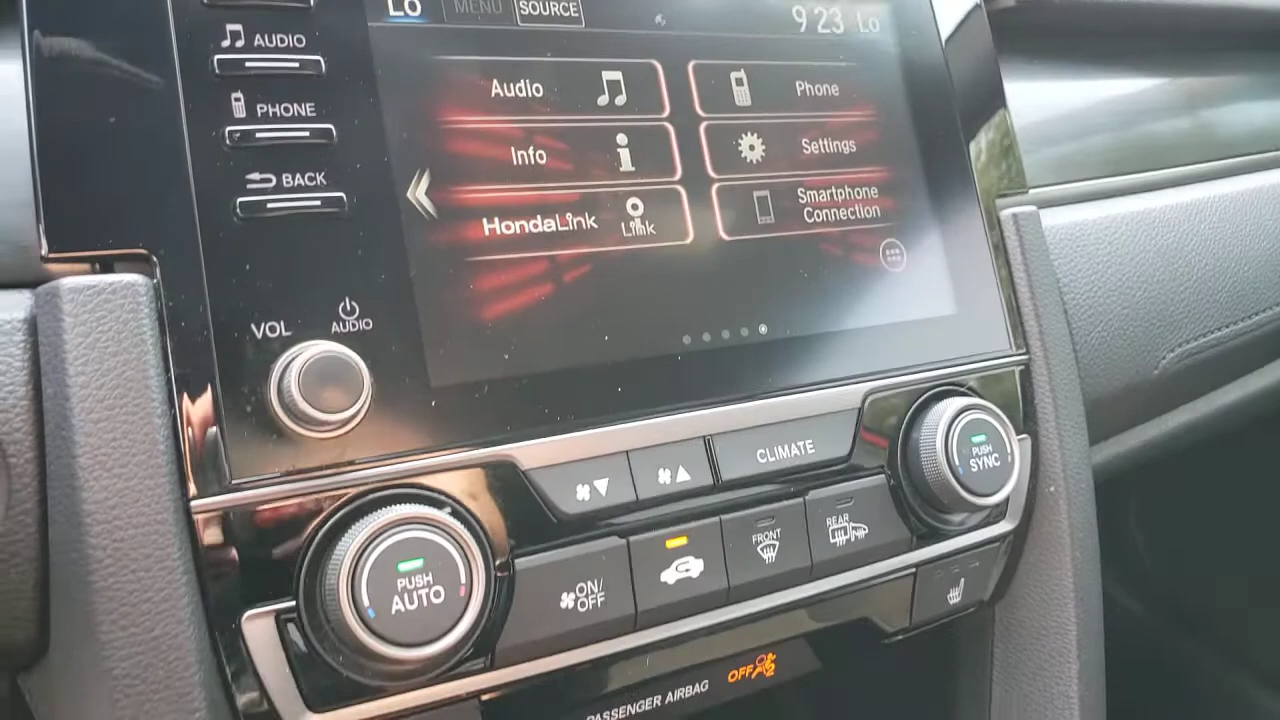 LO
MENU
SOURCE
9 23
Lo
AUDIO
PHONE
BACK
Audio
Phone
Info
Settings
HondaLink
Link
Smartphone
Connection
VOL
AUDIO
CLIMATE
PUSH
SYNC
PUSH
AUTO
ON/
OFF
FRONT
REAR
PASSENGER AIRBAG
OFF
2